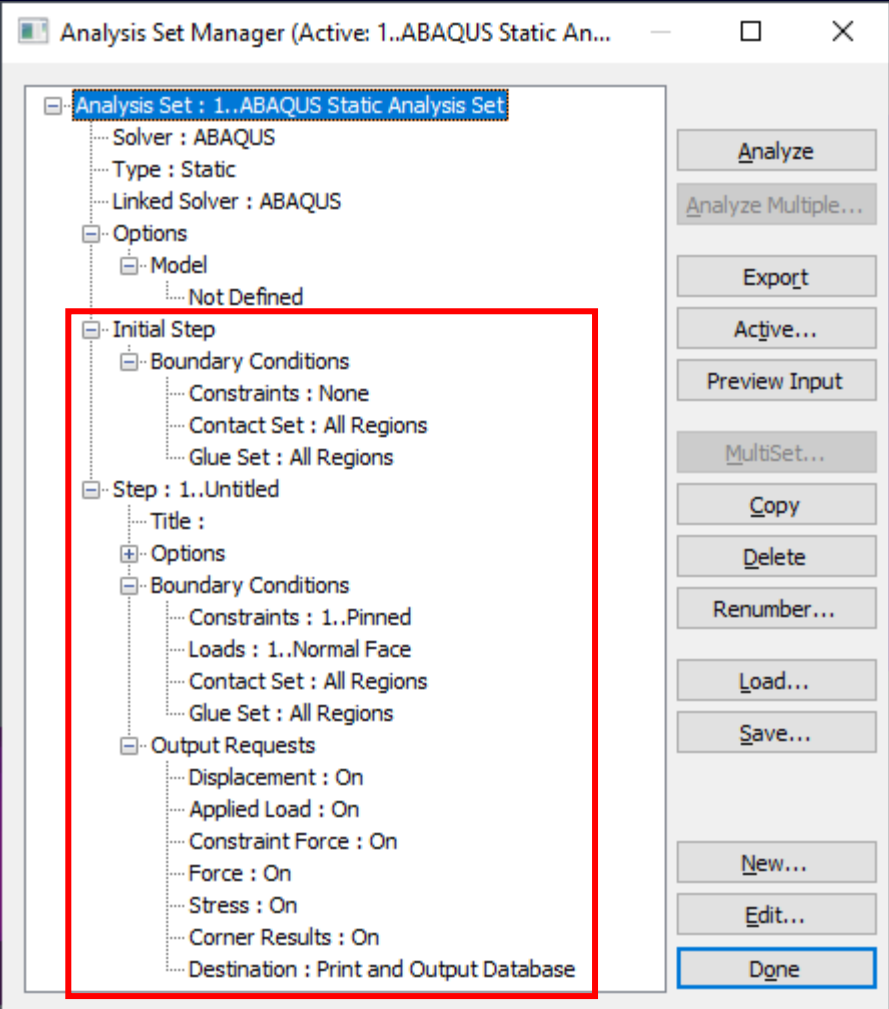 Analysis Set Manager (Active: 1..ABAQUS Static An...
Analysis Set : 1..ABAQUS Static Analysis Set
Solver : ABAQUS
Type : Static
Linked Solver : ABAQUS
Options
Model
Not Defined
Initial Step
Boundary Conditions
Constraints : None
Contact Set : All Regions
Glue Set : All Regions
Step : 1..Untitled
Title :
Options
Boundary Conditions
Constraints : 1..Pinned
Loads : 1..Normal Face
Contact Set : All Regions
Glue Set : All Regions
Output Requests
Displacement : On
Applied Load : On
Constraint Force : On
Force : On
Stress : On
Corner Results : On
Destination : Print and Output Database
Analyze
Analyze Multiple...
Export
Active...
Preview Input
MultiSet...
Copy
Delete
Renumber...
Load...
Save...
New...
Edit...
Done